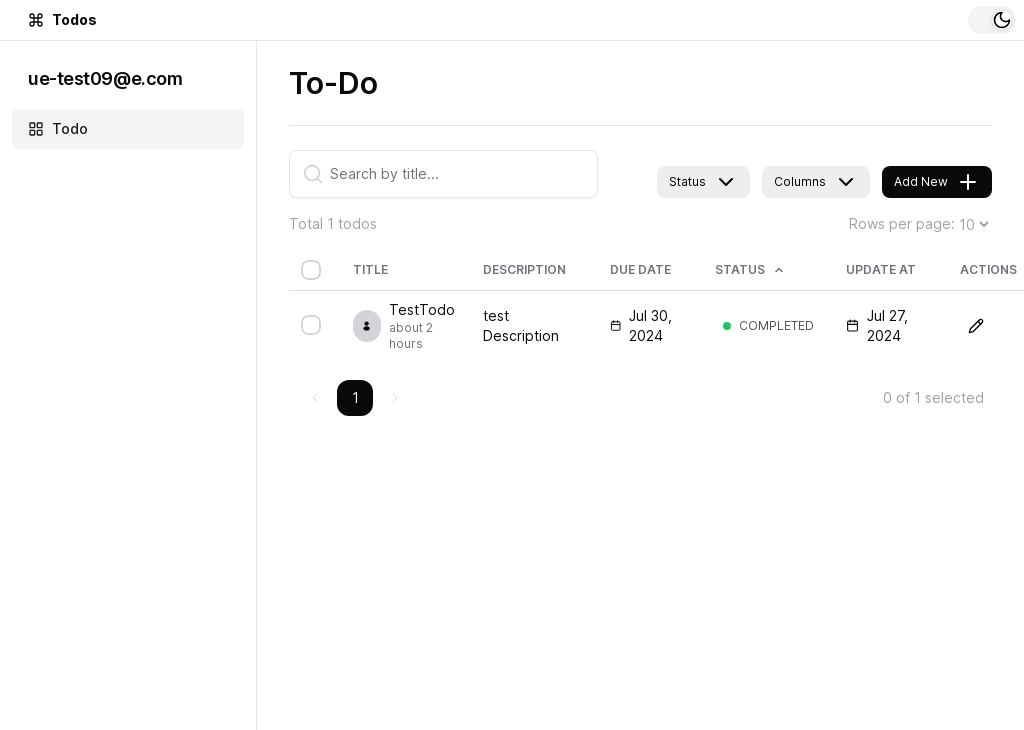 Todos
ue-test09@e.com
Todo
To-Do
Search by title...
Status
Columns
Add New
Total 1 todos
Rows per page: 10
TITLE DESCRIPTION DUE DATE STATUS UPDATE AT ACTIONS
TestTodo
about 2
hours
test
Description
Jul 30,
2024
COMPLETED
Jul 27,
2024
1
0 of 1 selected